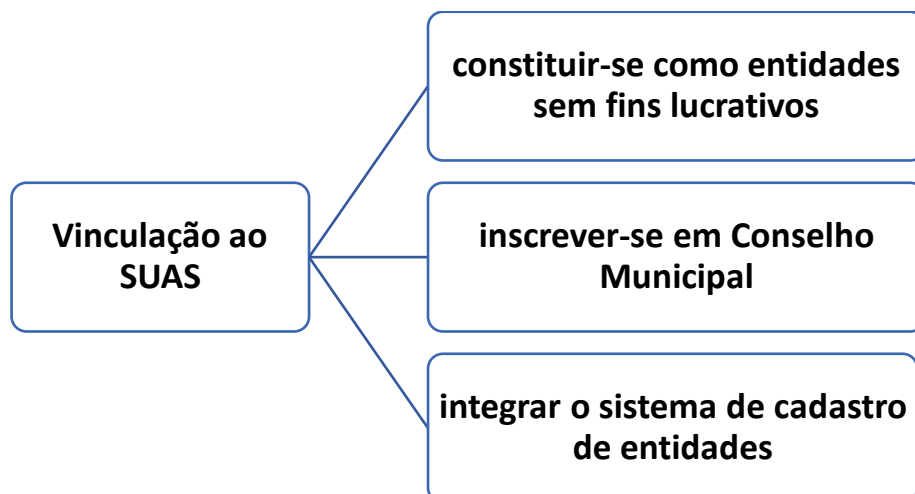 constituir-se como entidades
sem fins lucrativos
Vinculação ao
SUAS
inscrever-se em Conselho
Municipal
integrar o sistema de cadastro
de entidades